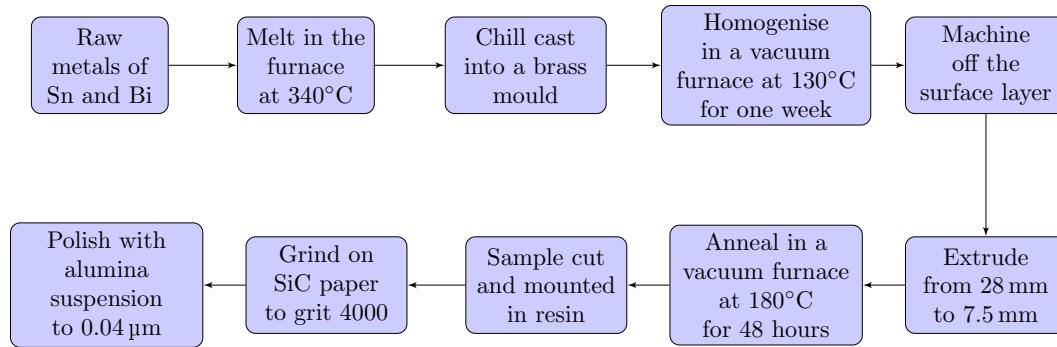 Raw
metals of
Sn and Bi
Melt in the
furnace
at 340°C
Chill cast
into a brass
mould
Homogenise
in a vacuum
furnace at 130°C
for one week
Machine
off the
surface layer
Extrude
from 28 mm
to 7.5 mm
Anneal in a
vacuum furnace
at 180°C
for 48 hours
Sample cut
and mounted
in resin
Grind on
SiC paper
to grit 4000
Polish with
alumina
suspension
to 0.04 µm